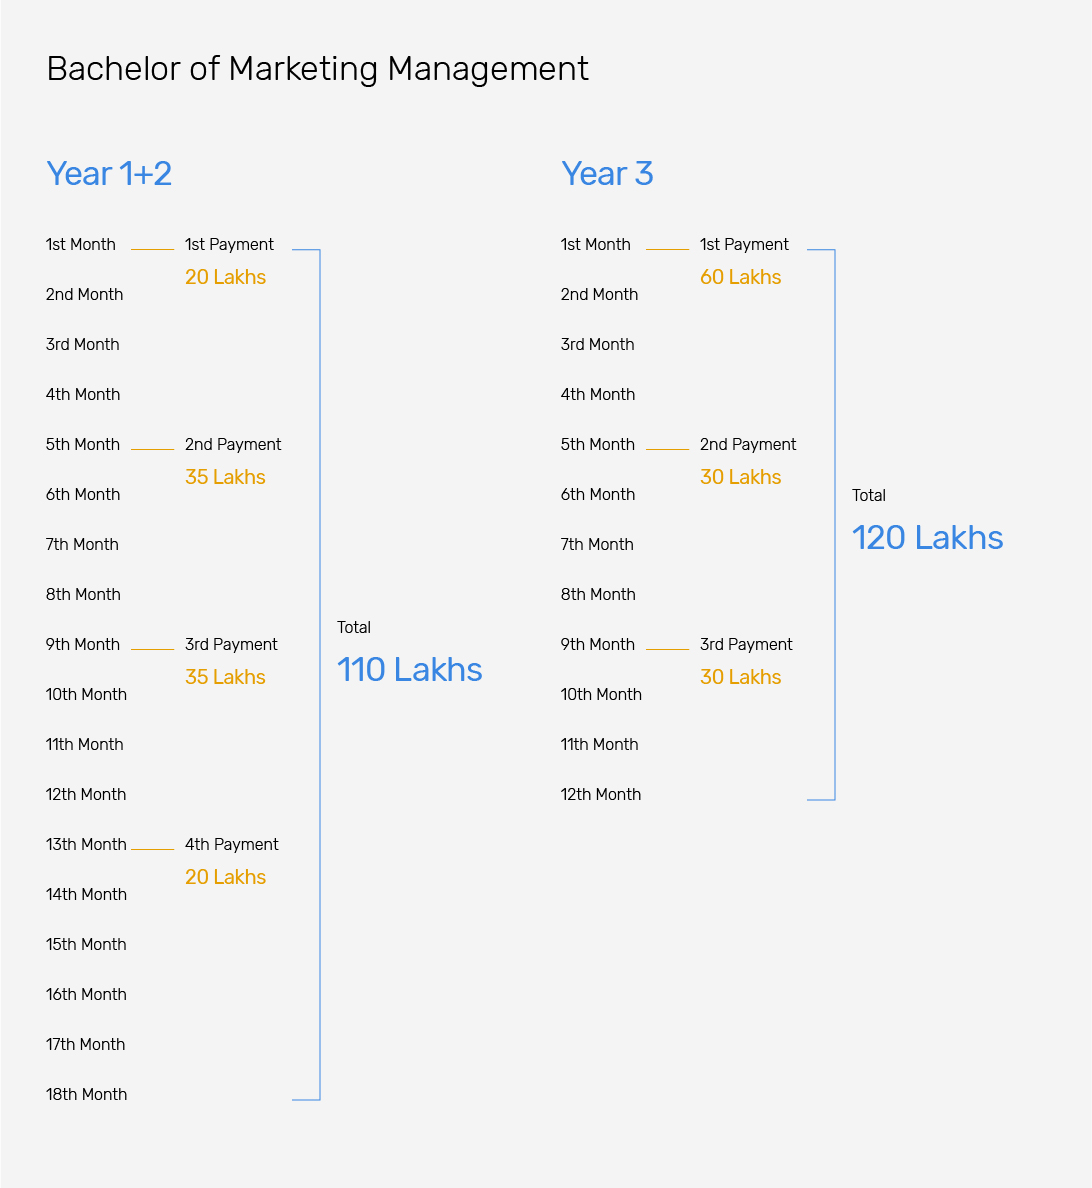 Bachelor of Marketing Management
Year 1+2
1st Month
1st Payment
20 Lakhs
2nd Month
3rd Month
4th Month
5th Month
2nd Payment
35 Lakhs
6th Month
7th Month
8th Month
9th Month
3rd Payment
35 Lakhs
10th Month
11th Month
12th Month
13th Month
4th Payment
20 Lakhs
14th Month
15th Month
16th Month
17th Month
18th Month
Total
110 Lakhs
Year 3
1st Month
1st Payment
60 Lakhs
2nd Month
3rd Month
4th Month
5th Month
2nd Payment
30 Lakhs
6th Month
7th Month
8th Month
9th Month
3rd Payment
30 Lakhs
10th Month
11th Month
12th Month
Total
120 Lakhs